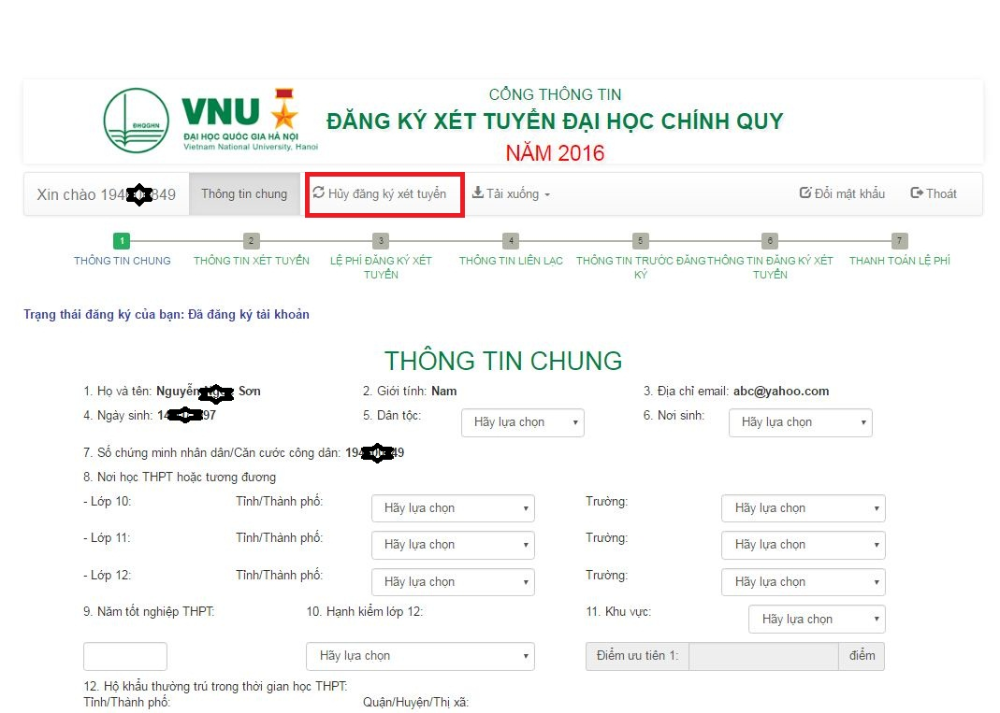 ĐHQGHN
VNU
ĐẠI HỌC QUỐC GIA HÀ NỘI
Vietnam National University, Hanoi
CỔNG THÔNG TIN
ĐĂNG KÝ XÉT TUYỂN ĐẠI HỌC CHÍNH QUY
NĂM 2016
Xin chào 194 849 Thông tin chung Hủy đăng ký xét tuyển Tải xuống Đổi mật khẩu Thoát
1 2 3 4 5 6 7
THÔNG TIN CHUNG THÔNG TIN XÉT TUYỂN LỆ PHÍ ĐĂNG KÝ XÉT TUYỂN THÔNG TIN LIÊN LẠC THÔNG TIN TRƯỚC ĐĂNG KÝ THÔNG TIN ĐĂNG KÝ XÉT TUYỂN THANH TOÁN LỆ PHÍ
Trạng thái đăng ký của bạn: Đã đăng ký tài khoản
THÔNG TIN CHUNG
1. Họ và tên: Nguyễn Sơn 2. Giới tính: Nam 3. Địa chỉ email: abc@yahoo.com
4. Ngày sinh: 14 97 5. Dân tộc: Hãy lựa chọn 6. Nơi sinh: Hãy lựa chọn
7. Số chứng minh nhân dân/Căn cước công dân: 194 49
8. Nơi học THPT hoặc tương đương
- Lớp 10: Tỉnh/Thành phố: Hãy lựa chọn Trường: Hãy lựa chọn
- Lớp 11: Tỉnh/Thành phố: Hãy lựa chọn Trường: Hãy lựa chọn
- Lớp 12: Tỉnh/Thành phố: Hãy lựa chọn Trường: Hãy lựa chọn
9. Năm tốt nghiệp THPT: 10. Hạnh kiểm lớp 12: 11. Khu vực: Hãy lựa chọn
Hãy lựa chọn Điểm ưu tiên 1: điểm
12. Hộ khẩu thường trú trong thời gian học THPT:
Tỉnh/Thành phố: Quận/Huyện/Thị xã: